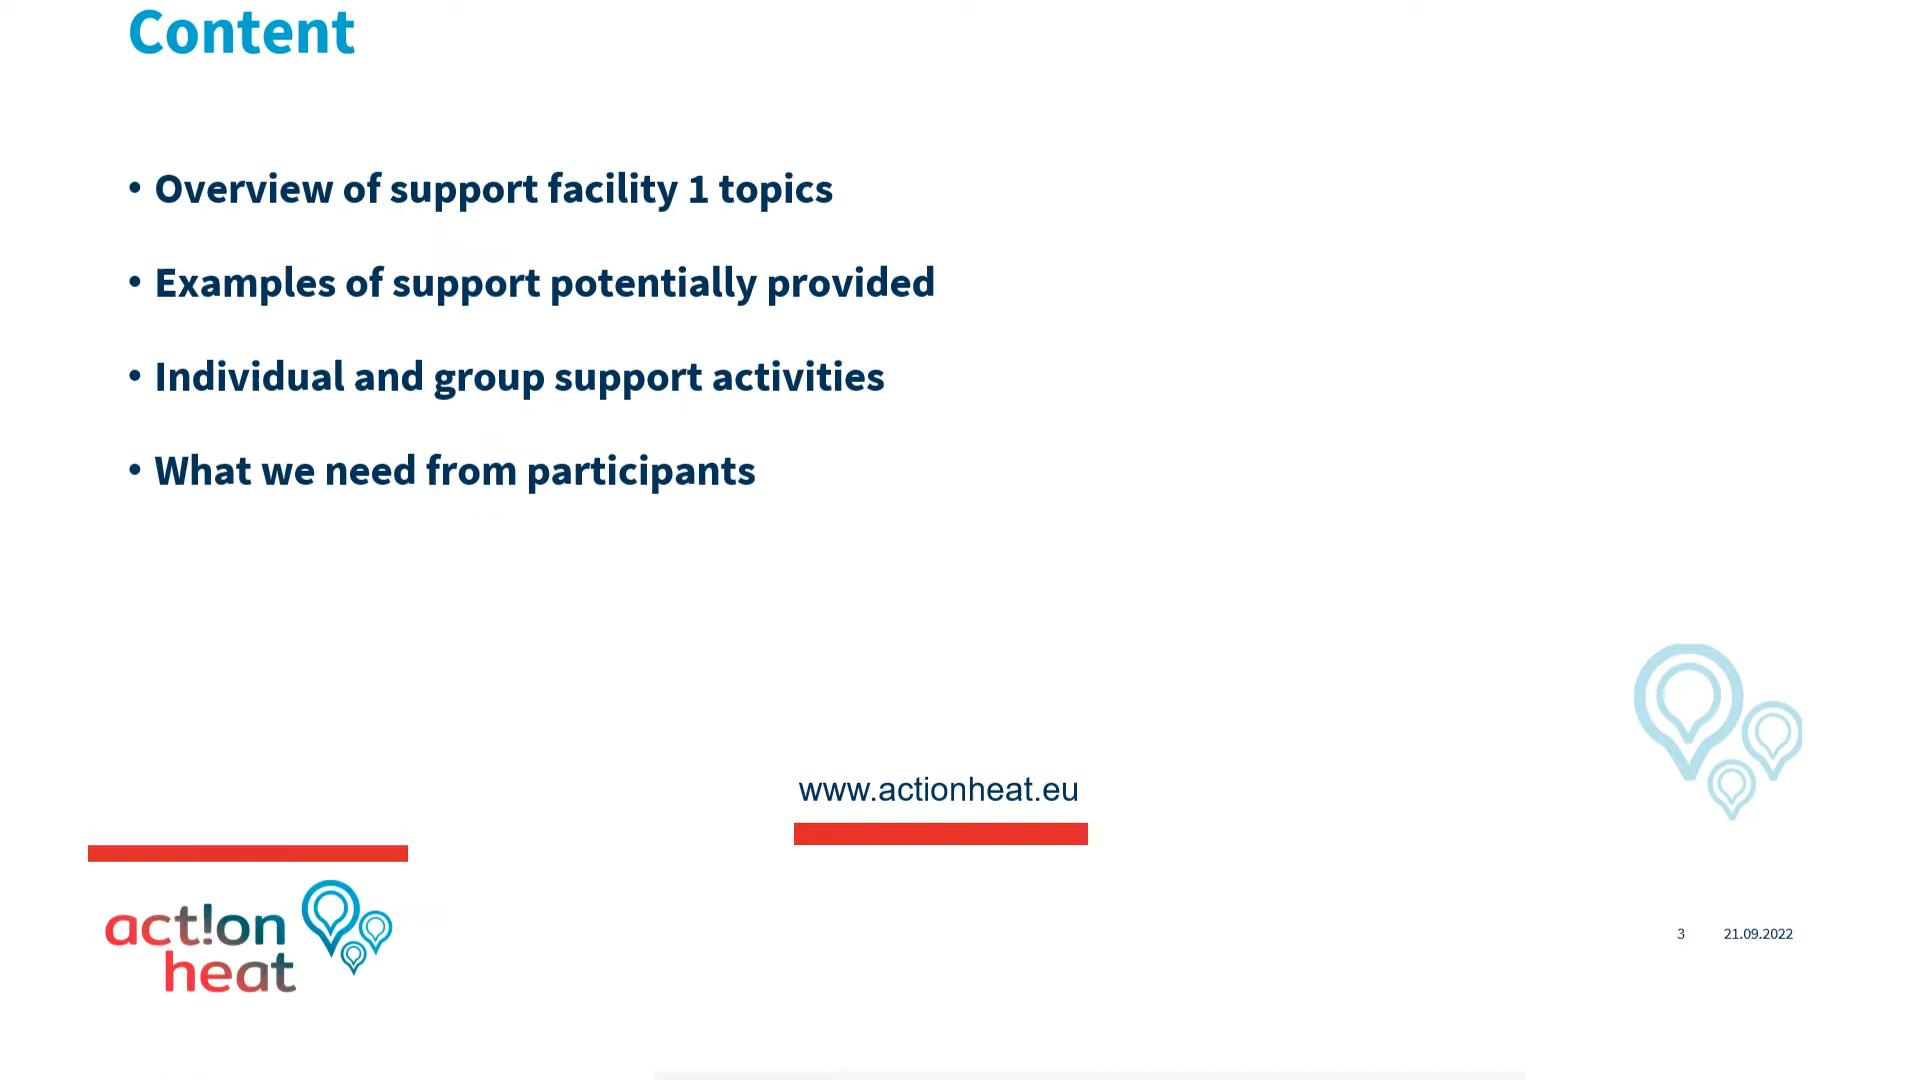 Content
• Overview of support facility 1 topics
• Examples of support potentially provided
• Individual and group support activities
• What we need from participants
www.actionheat.eu
act!on
heat
3 21.09.2022